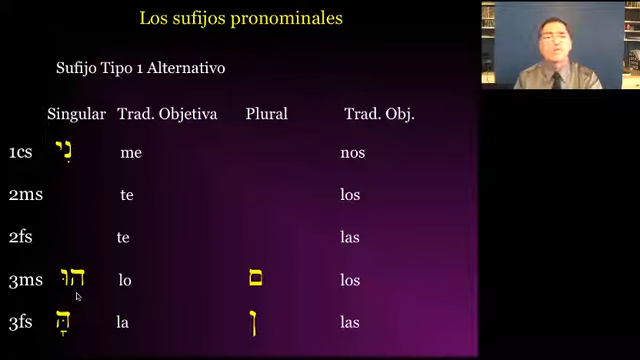 Los sufijos pronominales
Sufijo Tipo 1 Alternativo
Singular Trad. Objetiva Plural Trad. Obj.
1cs נִי me nos
2ms te los
2fs te las
3ms הוּ lo ם los
3fs הָּ la ן las